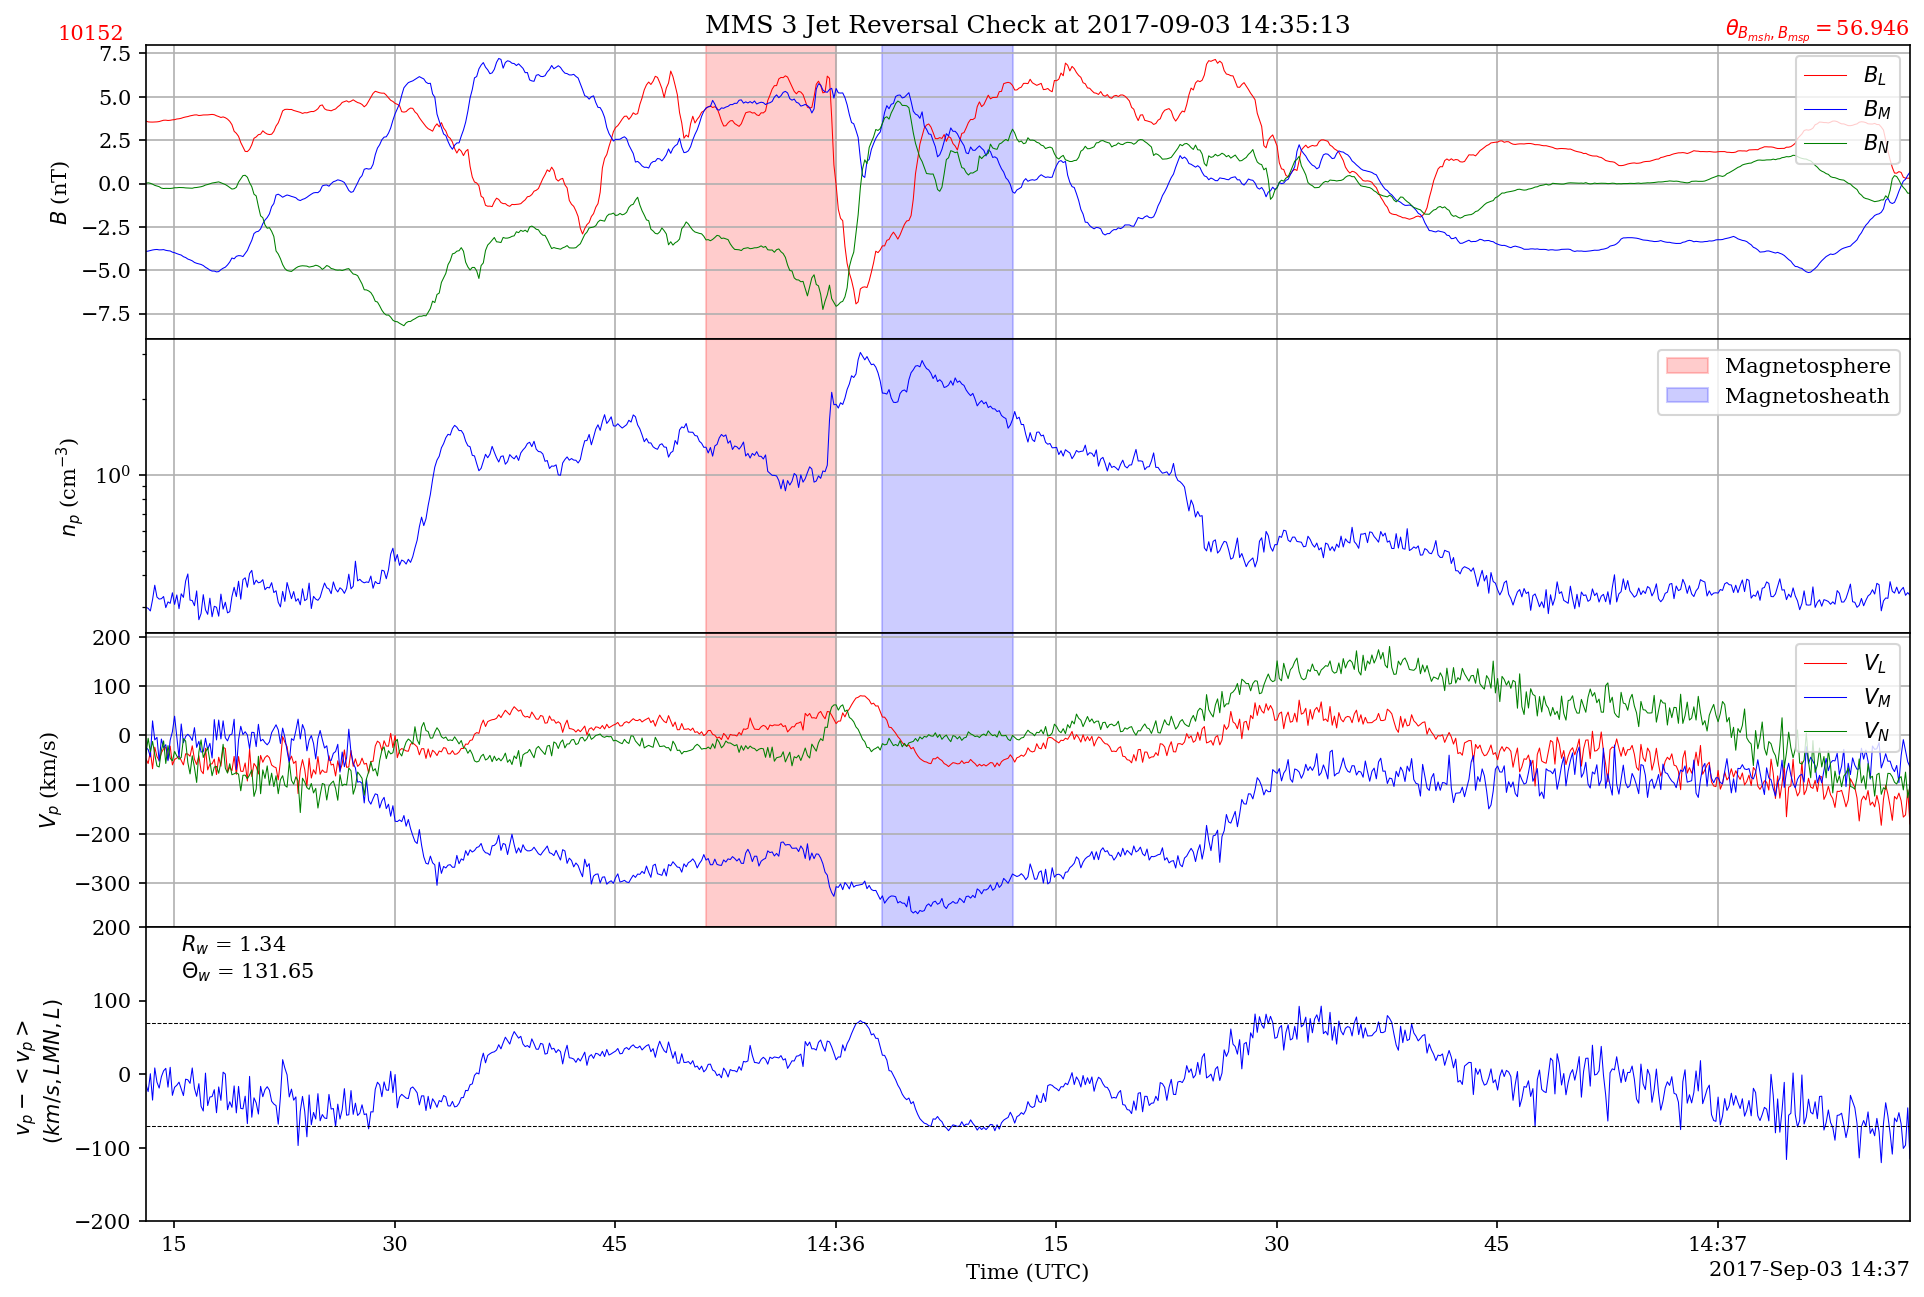 MMS 3 Jet Reversal Check at 2017-09-03 14:35:13
10152
θ_{B_{msh}, B_{msp}} = 56.946
7.5
5.0
2.5
0.0
−2.5
−5.0
−7.5
B (nT)
B_L
B_M
B_N
10^0
n_p (cm^{−3})
Magnetosphere
Magnetosheath
200
100
0
−100
−200
−300
V_p (km/s)
V_L
V_M
V_N
200
100
0
−100
−200
v_p − < v_p >
(km/s, LMN, L)
R_w = 1.34
Θ_w = 131.65
15
30
45
14:36
15
30
45
14:37
Time (UTC)
2017-Sep-03 14:37